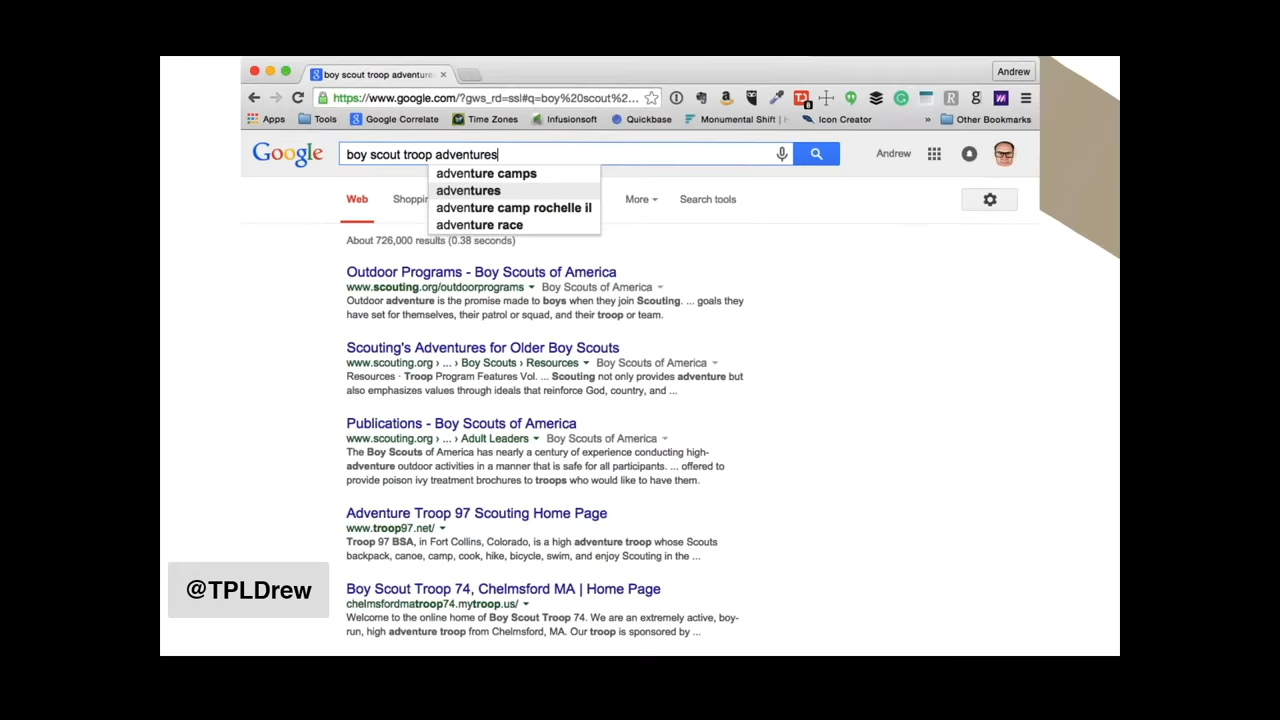 boy scout troop adventure:
Andrew
https://www.google.com/?gws_rd=ssl#q=boy%20scout%2...
Apps Tools Google Correlate Time Zones Infusionsoft Quickbase Monumental Shift | Icon Creator » Other Bookmarks
Google boy scout troop adventures Andrew
adventure camps
adventures
adventure camp rochelle il
adventure race
Web Shoppin More Search tools
About 726,000 results (0.38 seconds)
Outdoor Programs - Boy Scouts of America
www.scouting.org/outdoorprograms Boy Scouts of America
Outdoor adventure is the promise made to boys when they join Scouting. ... goals they
have set for themselves, their patrol or squad, and their troop or team.
Scouting's Adventures for Older Boy Scouts
www.scouting.org › ... › Boy Scouts › Resources Boy Scouts of America
Resources · Troop Program Features Vol. ... Scouting not only provides adventure but
also emphasizes values through ideals that reinforce God, country, and ...
Publications - Boy Scouts of America
www.scouting.org › ... › Adult Leaders Boy Scouts of America
The Boy Scouts of America has nearly a century of experience conducting high-
adventure outdoor activities in a manner that is safe for all participants. ... offered to
provide poison ivy treatment brochures to troops who would like to have them.
Adventure Troop 97 Scouting Home Page
www.troop97.net/
Troop 97 BSA, in Fort Collins, Colorado, is a high adventure troop whose Scouts
backpack, canoe, camp, cook, hike, bicycle, swim, and enjoy Scouting in the ...
Boy Scout Troop 74, Chelmsford MA | Home Page
chelmsfordmatroop74.mytroop.us/
Welcome to the online home of Boy Scout Troop 74. We are an extremely active, boy-
run, high adventure troop from Chelmsford, MA. Our troop is sponsored by ...
@TPLDrew